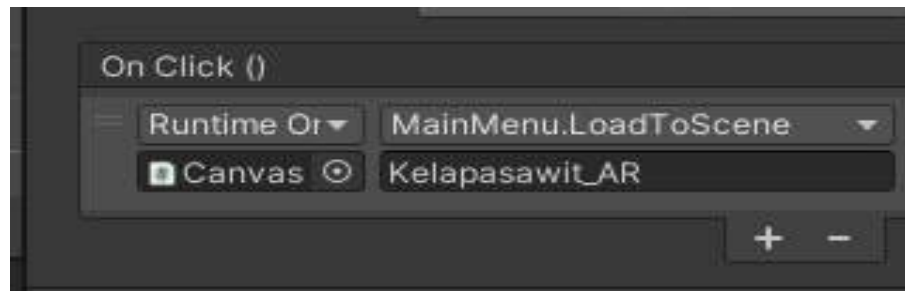 On Click ()
Runtime Or MainMenu.LoadToScene
Canvas Kelapasawit_AR
+ -